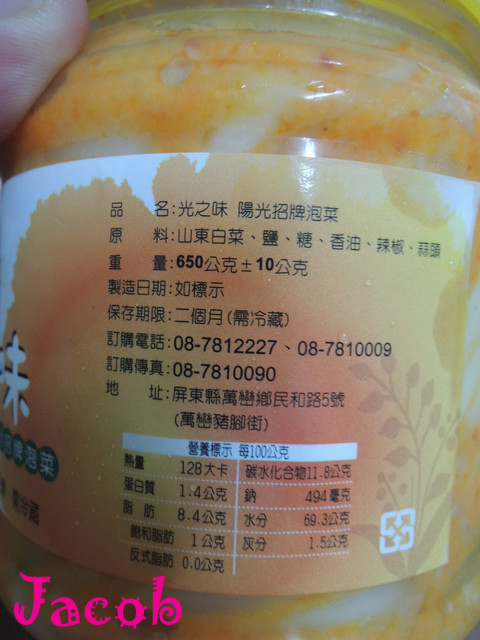 品　　名:光之味 陽光招牌泡菜
原　　料:山東白菜、鹽、糖、香油、辣椒、蒜頭
重　　量:650公克±10公克
製造日期:如標示
保存期限:二個月(需冷藏)
訂購電話:08-7812227、08-7810009
訂購傳真:08-7810090
地　　址:屏東縣萬巒鄉民和路5號
(萬巒豬腳街)
營養標示 每100公克
熱量 128大卡 碳水化合物11.8公克
蛋白質 1.4公克 鈉 494毫克
脂肪 8.4公克 水分 69.3公克
飽和脂肪 1公克 灰分 1.5公克
反式脂肪 0.0公克
味
招牌泡菜
需冷藏
Jacob